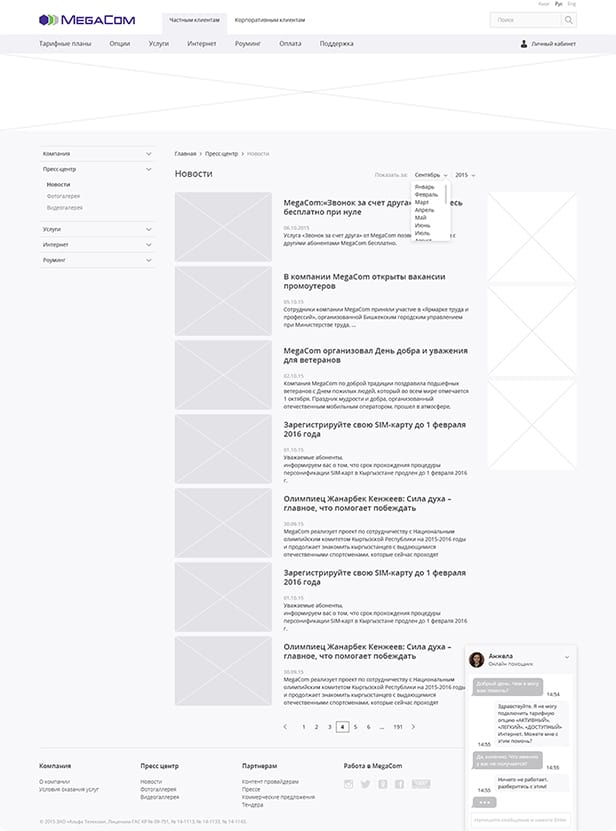 Кырг Рус Eng
MEGACOM
Частным клиентам Корпоративным клиентам
Поиск
Тарифные планы Опции Услуги Интернет Роуминг Оплата Поддержка
Личный кабинет
Компания
Пресс-центр
Новости
Фотогалерея
Видеогалерея
Услуги
Интернет
Роуминг
Главная > Пресс-центр > Новости
Новости
Показать за: Сентябрь 2015
Январь
Февраль
Март
Апрель
Май
Июнь
Июль
Август
MegaCom:«Звонок за счет друга»
бесплатно при нуле
06.10.2015
Услуга «Звонок за счет друга» от MegaCom с
другими абонентами MegaCom бесплатно.
В компании MegaCom открыты вакансии
промоутеров
05.10.15
Сотрудники компании MegaCom приняли участие в «Ярмарке труда и
профессий», организованной Бишкекским городским управлением
при Министерстве труда, ...
MegaCom организовал День добра и уважения
для ветеранов
02.10.15
Компания MegaCom по доброй традиции поздравила подшефных
ветеранов с Днем пожилых людей, который во всем мире отмечается
1 октября. Праздник мудрости и добра, организованный
отечественным мобильным оператором, прошел в атмосфере,
Зарегистрируйте свою SIM-карту до 1 февраля
2016 года
01.10.15
Уважаемые абоненты,
информируем вас о том, что срок прохождения процедуры
персонификации SIM-карт в Кыргызстане продлен до 1 февраля 2016
г.
Олимпиец Жанарбек Кенжеев: Сила духа –
главное, что помогает побеждать
30.09.15
MegaCom реализует проект по сотрудничеству с Национальным
олимпийским комитетом Кыргызской Республики на 2015-2016 годы
и продолжает знакомить кыргызстанцев с выдающимися
отечественными спортсменами, которые сейчас проходят
Зарегистрируйте свою SIM-карту до 1 февраля
2016 года
01.10.15
Уважаемые абоненты,
информируем вас о том, что срок прохождения процедуры
персонификации SIM-карт в Кыргызстане продлен до 1 февраля 2016
г.
Олимпиец Жанарбек Кенжеев: Сила духа –
главное, что помогает побеждать
30.09.15
MegaCom реализует проект по сотрудничеству с Национальным
олимпийским комитетом Кыргызской Республики на 2015-2016 годы
и продолжает знакомить кыргызстанцев с выдающимися
отечественными спортсменами, которые сейчас проходят
< 1 2 3 4 5 6 ... 191 >
Анжела
Онлайн помощник
Добрый день. Чем я могу
вам помочь?
14:54
Здравствуйте. Я не могу
подключить тарифную
опцию «АКТИВНЫЙ»,
«ЛЕГКИЙ», «ДОСТУПНЫЙ»
Интернет. Можете мне с
этим помочь?
14:55
Да, конечно. Что именно
у вас не получается?
14:55
Ничего не работает,
разберитесь с этим!
14:55
Напишите сообщение и нажмите Enter
Компания
О компании
Условия оказания услуг
Пресс центр
Новости
Фотогалерея
Видеогалерея
Партнерам
Контент провайдерам
Прессе
Коммерческие предложения
Тендера
Работа в MegaCom
© 2015 ЗАО «Альфа Телеком», Лицензия ГАС КР № 09-751, № 14-1113, № 14-1133, № 14-1143.